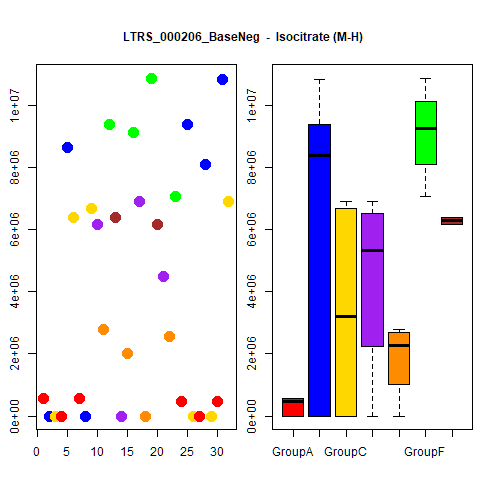 LTRS_000206_BaseNeg - Isocitrate (M-H)
0e+00 2e+06 4e+06 6e+06 8e+06 1e+07
0 5 10 15 20 25 30
0e+00 2e+06 4e+06 6e+06 8e+06 1e+07
GroupA GroupC GroupF